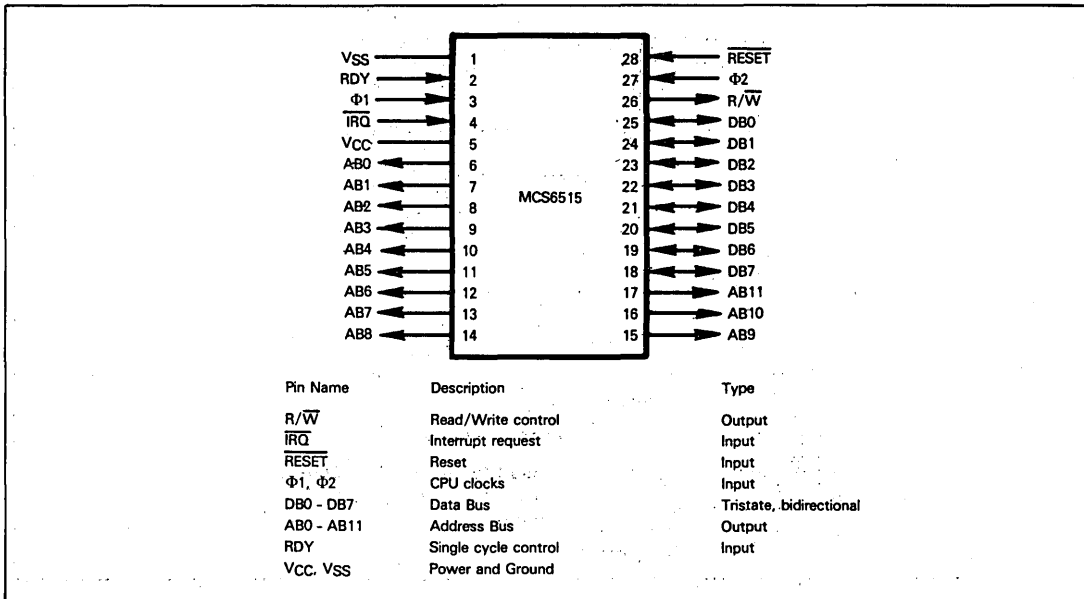 VSS 1 28 R̅E̅S̅E̅T̅
RDY 2 27 Φ2
Φ1 3 26 R/W̅
I̅R̅Q̅ 4 25 DB0
VCC 5 24 DB1
AB0 6 23 DB2
AB1 7 22 DB3
MCS6515
AB2 8 21 DB4
AB3 9 20 DB5
AB4 10 19 DB6
AB5 11 18 DB7
AB6 12 17 AB11
AB7 13 16 AB10
AB8 14 15 AB9
Pin Name Description Type
R/W̅ Read/Write control Output
I̅R̅Q̅ Interrupt request Input
R̅E̅S̅E̅T̅ Reset Input
Φ1, Φ2 CPU clocks Input
DB0 - DB7 Data Bus Tristate, bidirectional
AB0 - AB11 Address Bus Output
RDY Single cycle control Input
VCC, VSS Power and Ground